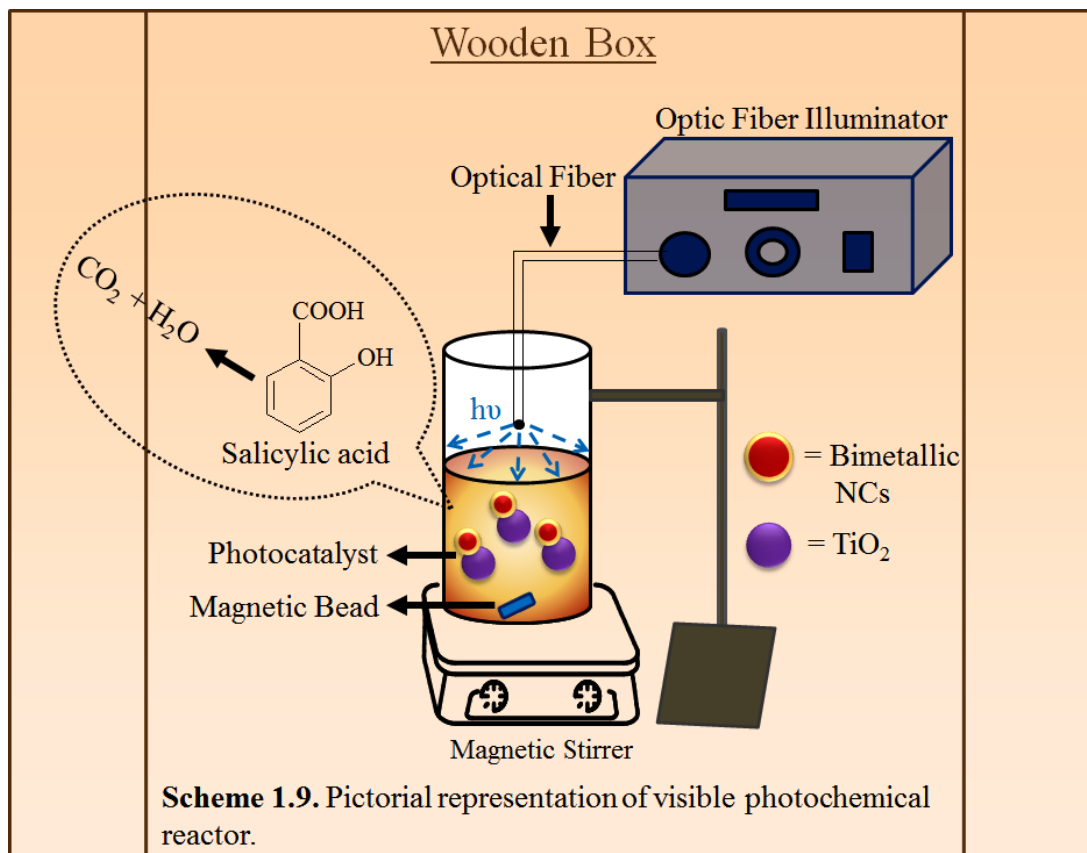 Wooden Box
Optic Fiber Illuminator
Optical Fiber
CO₂ + H₂O
COOH
OH
Salicylic acid
hυ
= Bimetallic
NCs
= TiO₂
Photocatalyst
Magnetic Bead
Magnetic Stirrer
Scheme 1.9. Pictorial representation of visible photochemical
reactor.